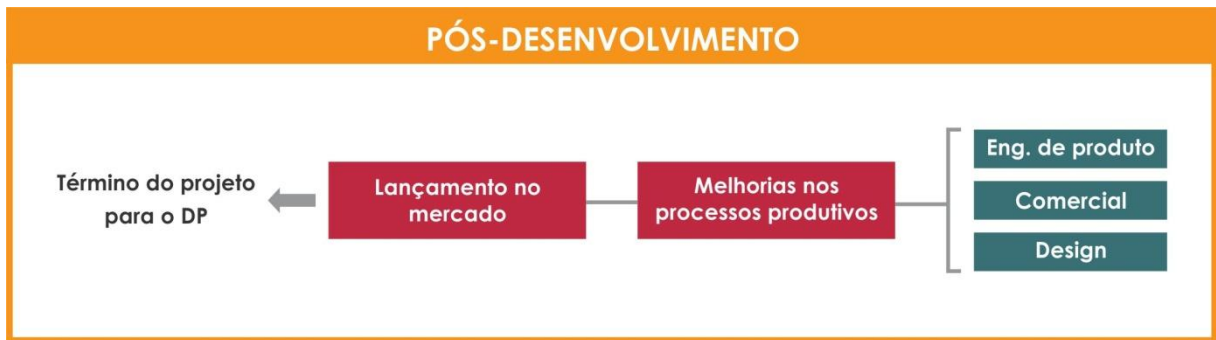 PÓS-DESENVOLVIMENTO
Término do projeto
para o DP
Lançamento no
mercado
Melhorias nos
processos produtivos
Eng. de produto
Comercial
Design